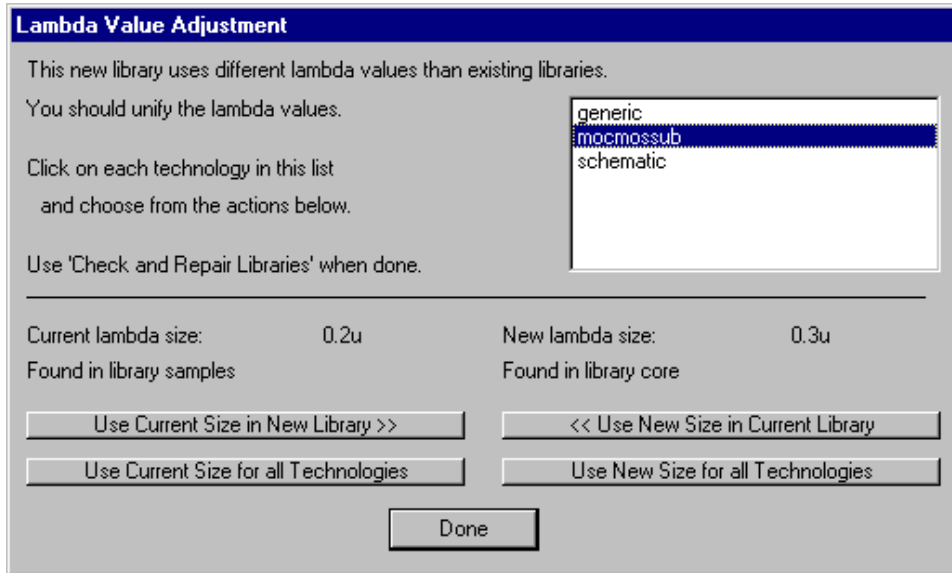 Lambda Value Adjustment
This new library uses different lambda values than existing libraries.
You should unify the lambda values.
generic
mocmossub
schematic
Click on each technology in this list
and choose from the actions below.
Use 'Check and Repair Libraries' when done.
Current lambda size: 0.2u
New lambda size: 0.3u
Found in library samples
Found in library core
Use Current Size in New Library >>
<< Use New Size in Current Library
Use Current Size for all Technologies
Use New Size for all Technologies
Done